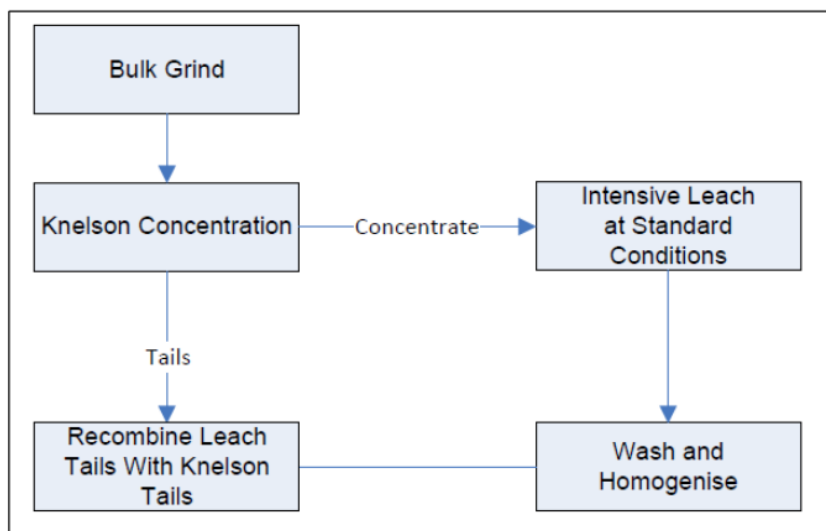 Bulk Grind
Knelson Concentration
Concentrate
Intensive Leach
at Standard
Conditions
Tails
Recombine Leach
Tails With Knelson
Tails
Wash and
Homogenise